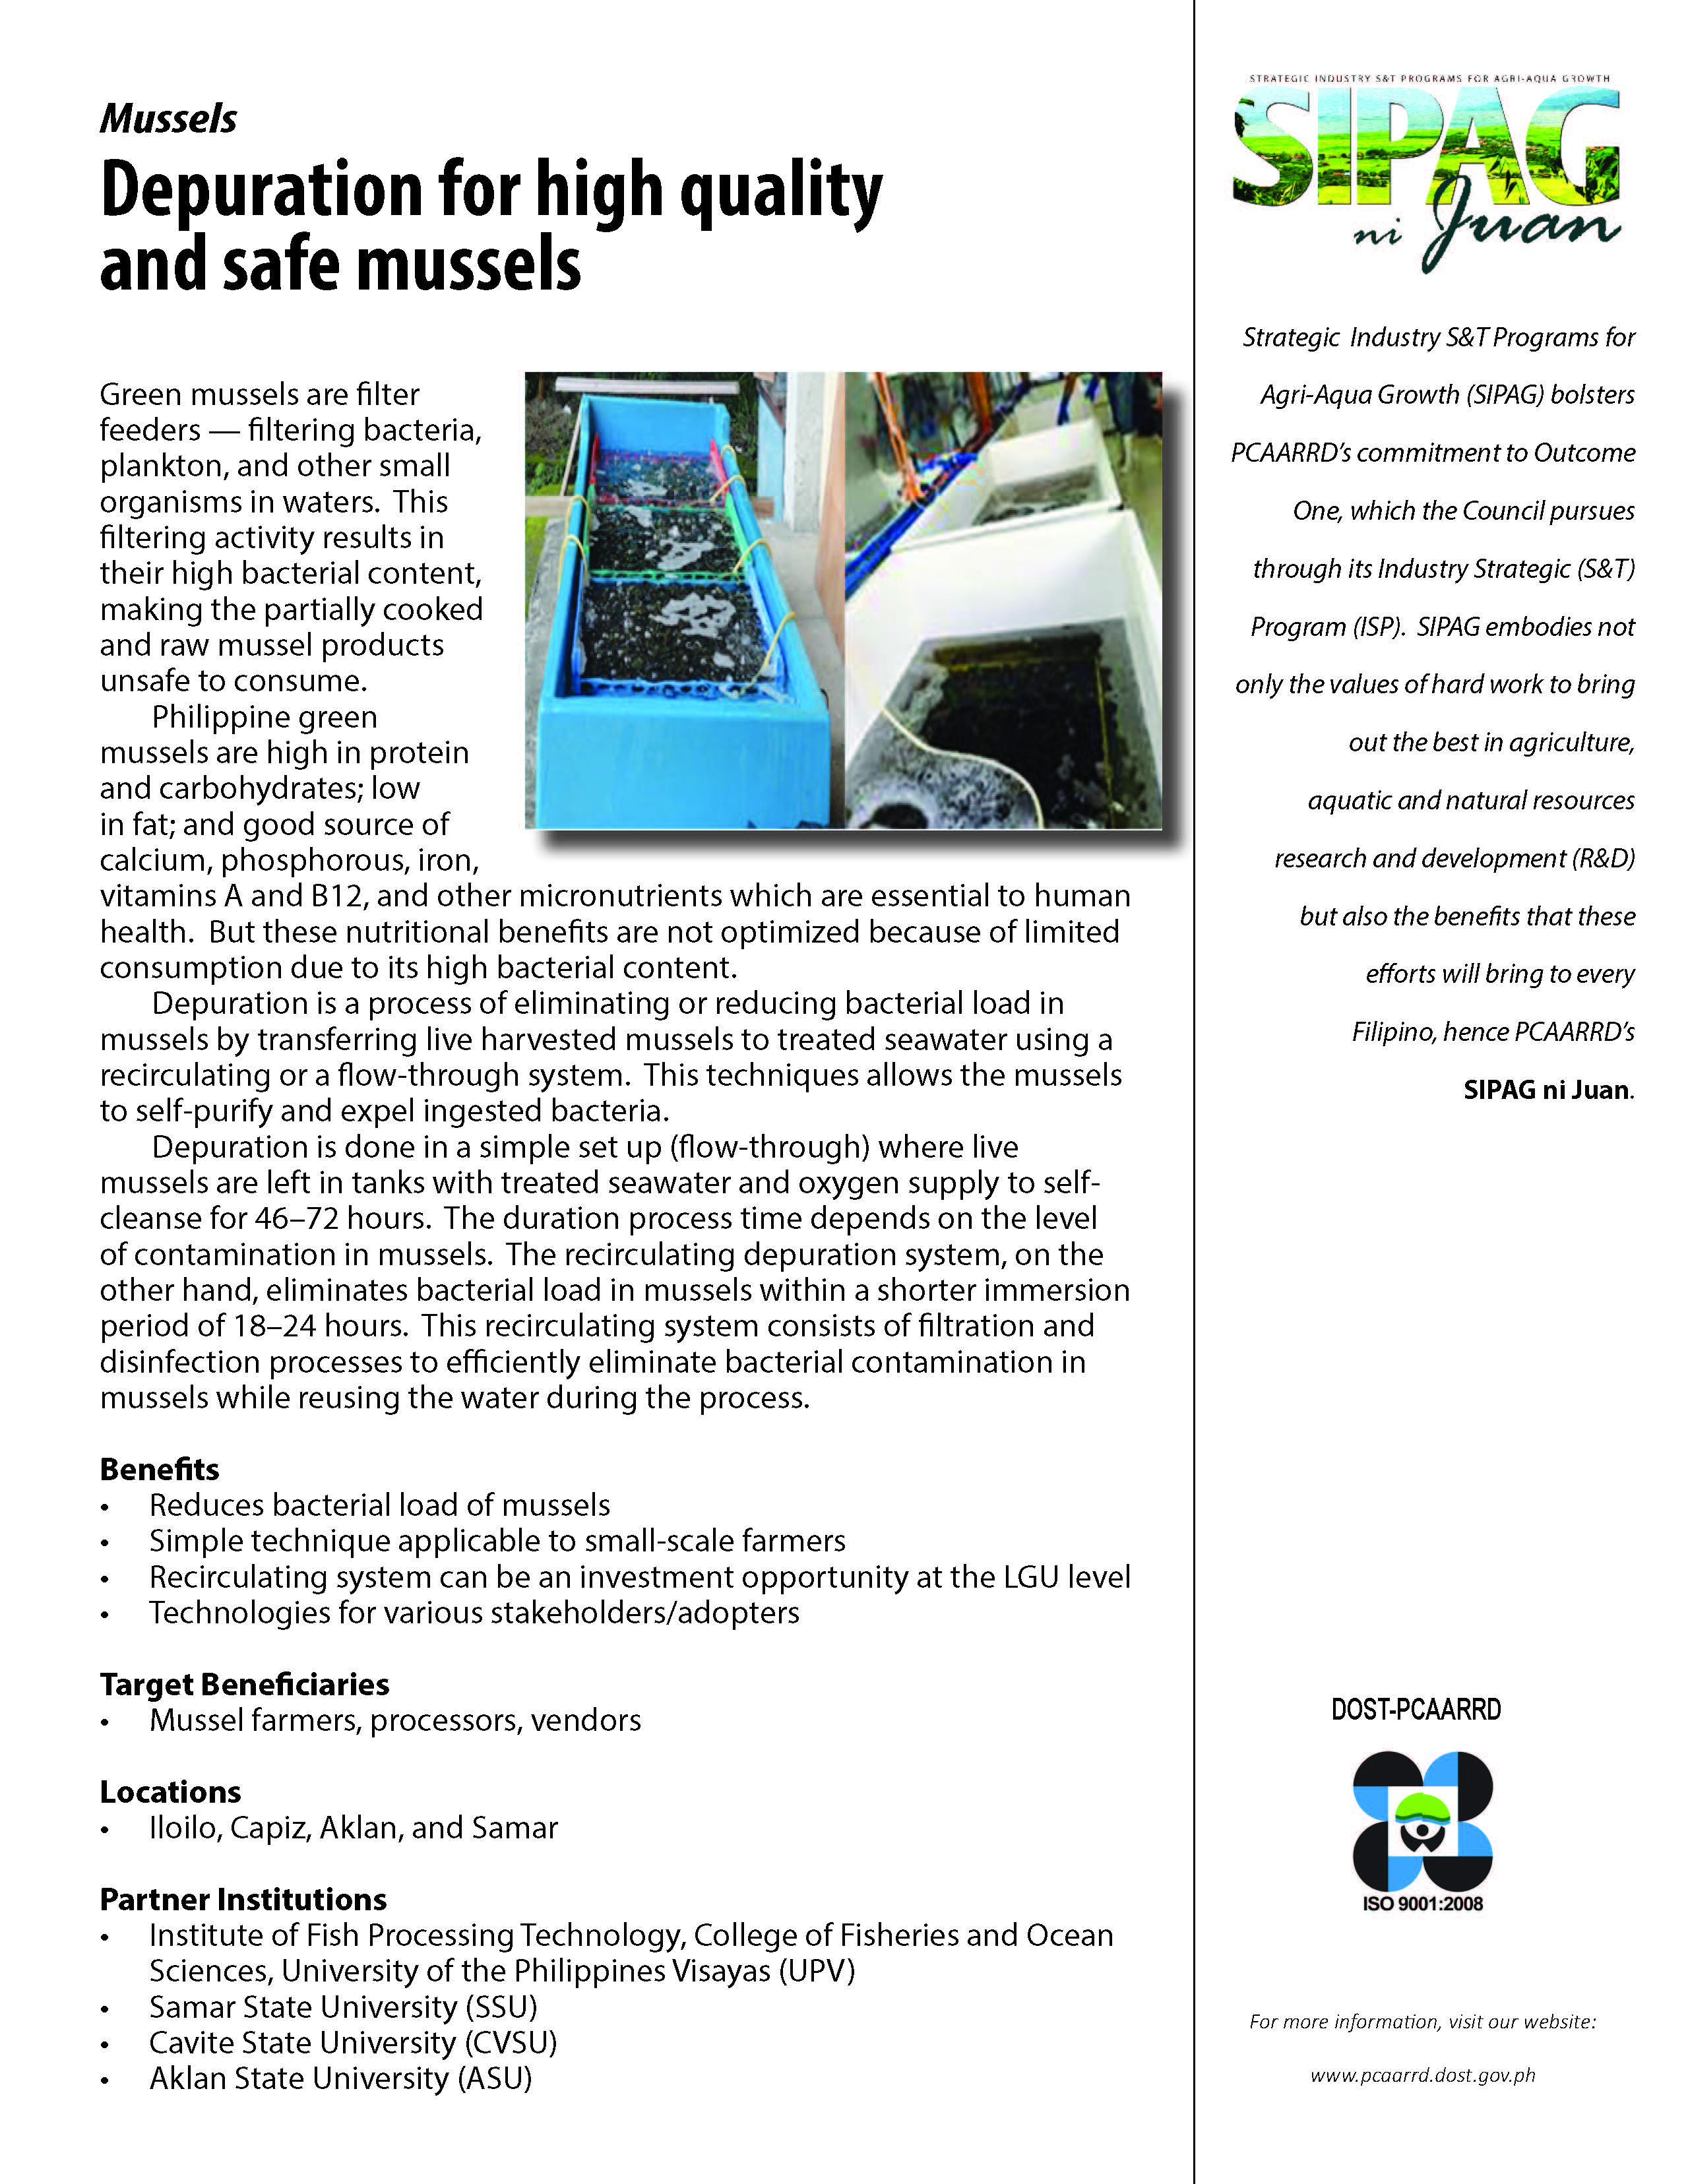 Mussels
Depuration for high quality
and safe mussels
Green mussels are filter
feeders — filtering bacteria,
plankton, and other small
organisms in waters. This
filtering activity results in
their high bacterial content,
making the partially cooked
and raw mussel products
unsafe to consume.
Philippine green
mussels are high in protein
and carbohydrates; low
in fat; and good source of
calcium, phosphorous, iron,
vitamins A and B12, and other micronutrients which are essential to human
health. But these nutritional benefits are not optimized because of limited
consumption due to its high bacterial content.
Depuration is a process of eliminating or reducing bacterial load in
mussels by transferring live harvested mussels to treated seawater using a
recirculating or a flow-through system. This techniques allows the mussels
to self-purify and expel ingested bacteria.
Depuration is done in a simple set up (flow-through) where live
mussels are left in tanks with treated seawater and oxygen supply to self-
cleanse for 46–72 hours. The duration process time depends on the level
of contamination in mussels. The recirculating depuration system, on the
other hand, eliminates bacterial load in mussels within a shorter immersion
period of 18–24 hours. This recirculating system consists of filtration and
disinfection processes to efficiently eliminate bacterial contamination in
mussels while reusing the water during the process.
Benefits
• Reduces bacterial load of mussels
• Simple technique applicable to small-scale farmers
• Recirculating system can be an investment opportunity at the LGU level
• Technologies for various stakeholders/adopters
Target Beneficiaries
• Mussel farmers, processors, vendors
Locations
• Iloilo, Capiz, Aklan, and Samar
Partner Institutions
• Institute of Fish Processing Technology, College of Fisheries and Ocean
Sciences, University of the Philippines Visayas (UPV)
• Samar State University (SSU)
• Cavite State University (CVSU)
• Aklan State University (ASU)
STRATEGIC INDUSTRY S&T PROGRAMS FOR AGRI-AQUA GROWTH
SIPAG
ni Juan
Strategic Industry S&T Programs for
Agri-Aqua Growth (SIPAG) bolsters
PCAARRD's commitment to Outcome
One, which the Council pursues
through its Industry Strategic (S&T)
Program (ISP). SIPAG embodies not
only the values of hard work to bring
out the best in agriculture,
aquatic and natural resources
research and development (R&D)
but also the benefits that these
efforts will bring to every
Filipino, hence PCAARRD's
SIPAG ni Juan.
DOST-PCAARRD
ISO 9001:2008
For more information, visit our website:
www.pcaarrd.dost.gov.ph